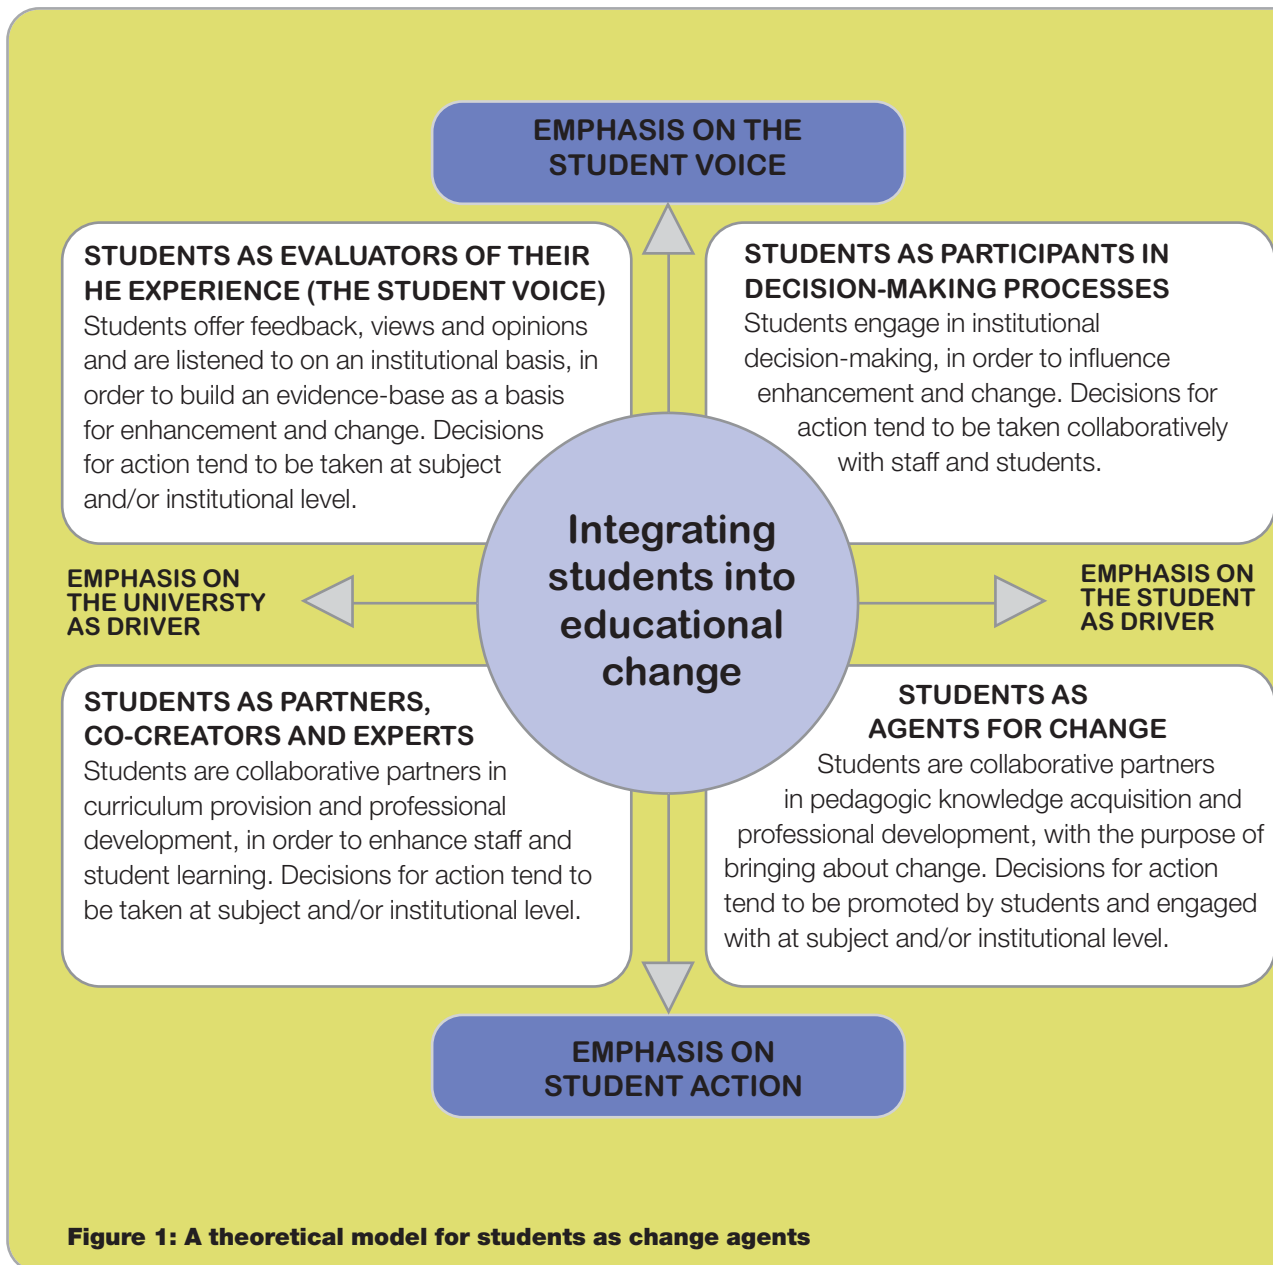 EMPHASIS ON THE
STUDENT VOICE
STUDENTS AS EVALUATORS OF THEIR
HE EXPERIENCE (THE STUDENT VOICE)
Students offer feedback, views and opinions
and are listened to on an institutional basis, in
order to build an evidence-base as a basis
for enhancement and change. Decisions
for action tend to be taken at subject
and/or institutional level.
STUDENTS AS PARTICIPANTS IN
DECISION-MAKING PROCESSES
Students engage in institutional
decision-making, in order to influence
enhancement and change. Decisions for
action tend to be taken collaboratively
with staff and students.
Integrating
students into
educational
change
EMPHASIS ON
THE UNIVERSTY
AS DRIVER
EMPHASIS ON
THE STUDENT
AS DRIVER
STUDENTS AS PARTNERS,
CO-CREATORS AND EXPERTS
Students are collaborative partners in
curriculum provision and professional
development, in order to enhance staff and
student learning. Decisions for action tend to
be taken at subject and/or institutional level.
STUDENTS AS
AGENTS FOR CHANGE
Students are collaborative partners
in pedagogic knowledge acquisition and
professional development, with the purpose of
bringing about change. Decisions for action
tend to be promoted by students and engaged
with at subject and/or institutional level.
EMPHASIS ON
STUDENT ACTION
Figure 1: A theoretical model for students as change agents